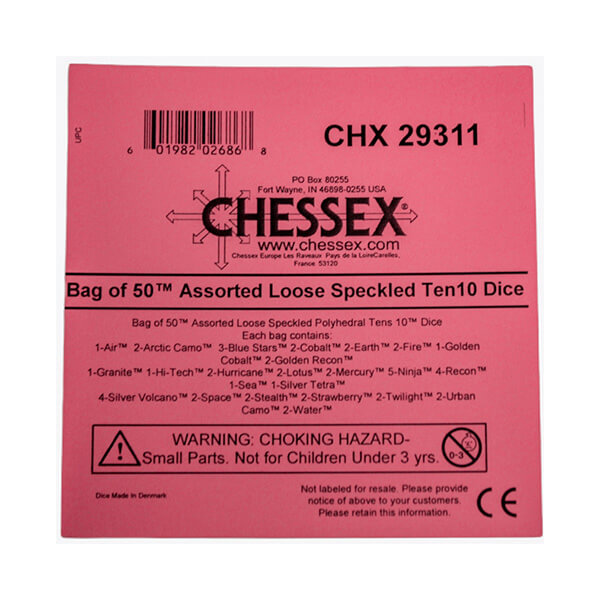 UPC
6 01982 02686 8
CHX 29311
PO Box 80255
Fort Wayne, IN 46898-0255 USA
CHESSEX®
www.chessex.com
Chessex Europe Les Raveaux Pays de la LoireCarelles,
France 53120
Bag of 50™ Assorted Loose Speckled Ten10 Dice
Bag of 50™ Assorted Loose Speckled Polyhedral Tens 10™ Dice
Each bag contains:
1-Air™ 2-Arctic Camo™ 3-Blue Stars™ 2-Cobalt™ 2-Earth™ 2-Fire™ 1-Golden
Cobalt™ 2-Golden Recon™
1-Granite™ 1-Hi-Tech™ 2-Hurricane™ 2-Lotus™ 2-Mercury™ 5-Ninja™ 4-Recon™
1-Sea™ 1-Silver Tetra™
4-Silver Volcano™ 2-Space™ 2-Stealth™ 2-Strawberry™ 2-Twilight™ 2-Urban
Camo™ 2-Water™
WARNING: CHOKING HAZARD-
Small Parts. Not for Children Under 3 yrs.
0-3
Dice Made In Denmark
Not labeled for resale. Please provide
notice of above to your customers.
Please retain this information.
CE